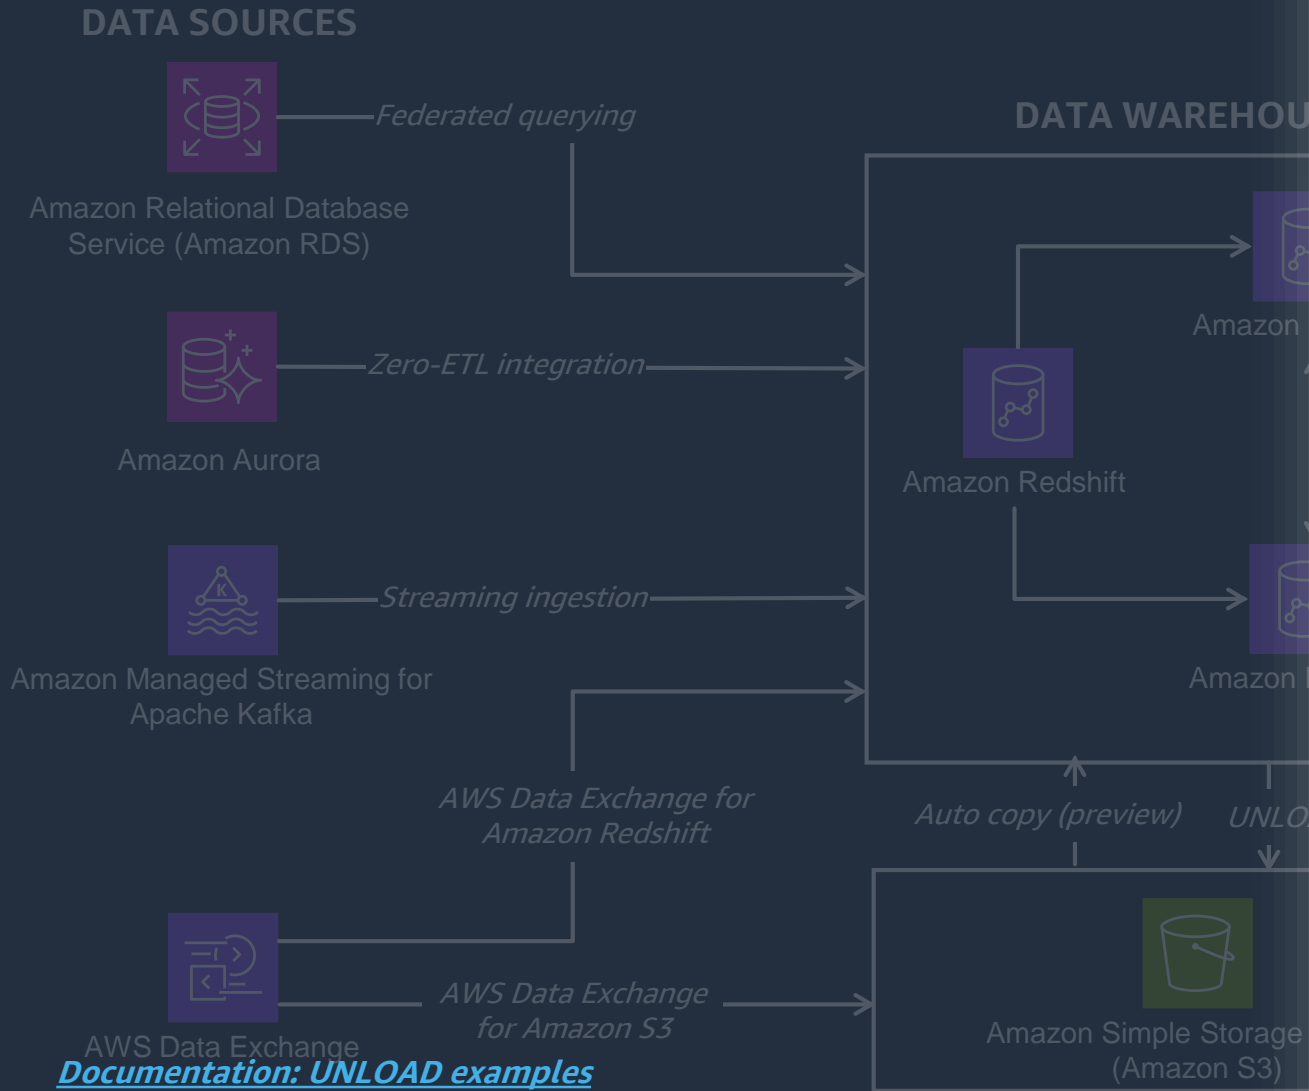 DATA SOURCES
Federated querying
DATA WAREHOU
Amazon Relational Database
Service (Amazon RDS)
Amazon
Zero-ETL integration
Amazon Aurora
Amazon Redshift
Streaming ingestion
K
Amazon Managed Streaming for
Apache Kafka
Amazon
AWS Data Exchange for
Amazon Redshift
Auto copy (preview)
UNLO
AWS Data Exchange
for Amazon S3
AWS Data Exchange
Amazon Simple Storage
(Amazon S3)
Documentation: UNLOAD examples